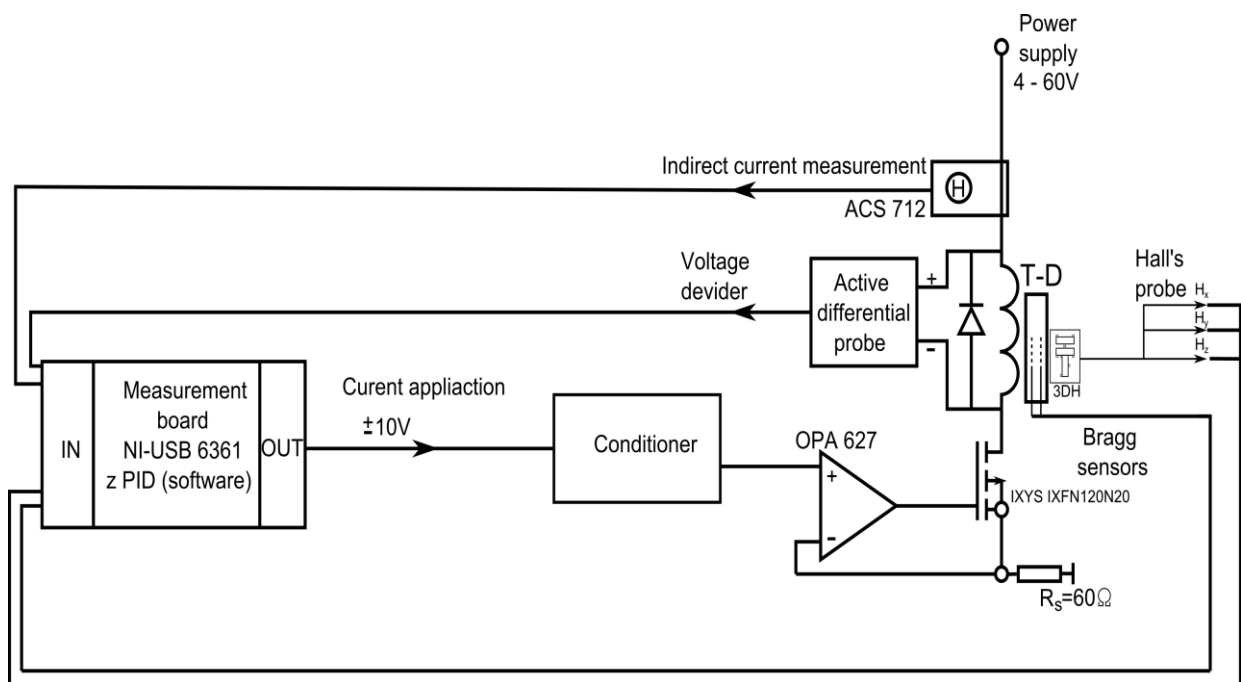 Power
supply
4 - 60V
Indirect current measurement
H
ACS 712
Voltage
devider
Active
differential
probe
+
-
T-D
Hall's
probe
Hx
Hy
Hz
3DH
IN
Measurement
board
NI-USB 6361
z PID (software)
OUT
Curent appliaction
±10V
Conditioner
OPA 627
+
-
Bragg
sensors
IXYS IXFN120N20
Rs=60Ω